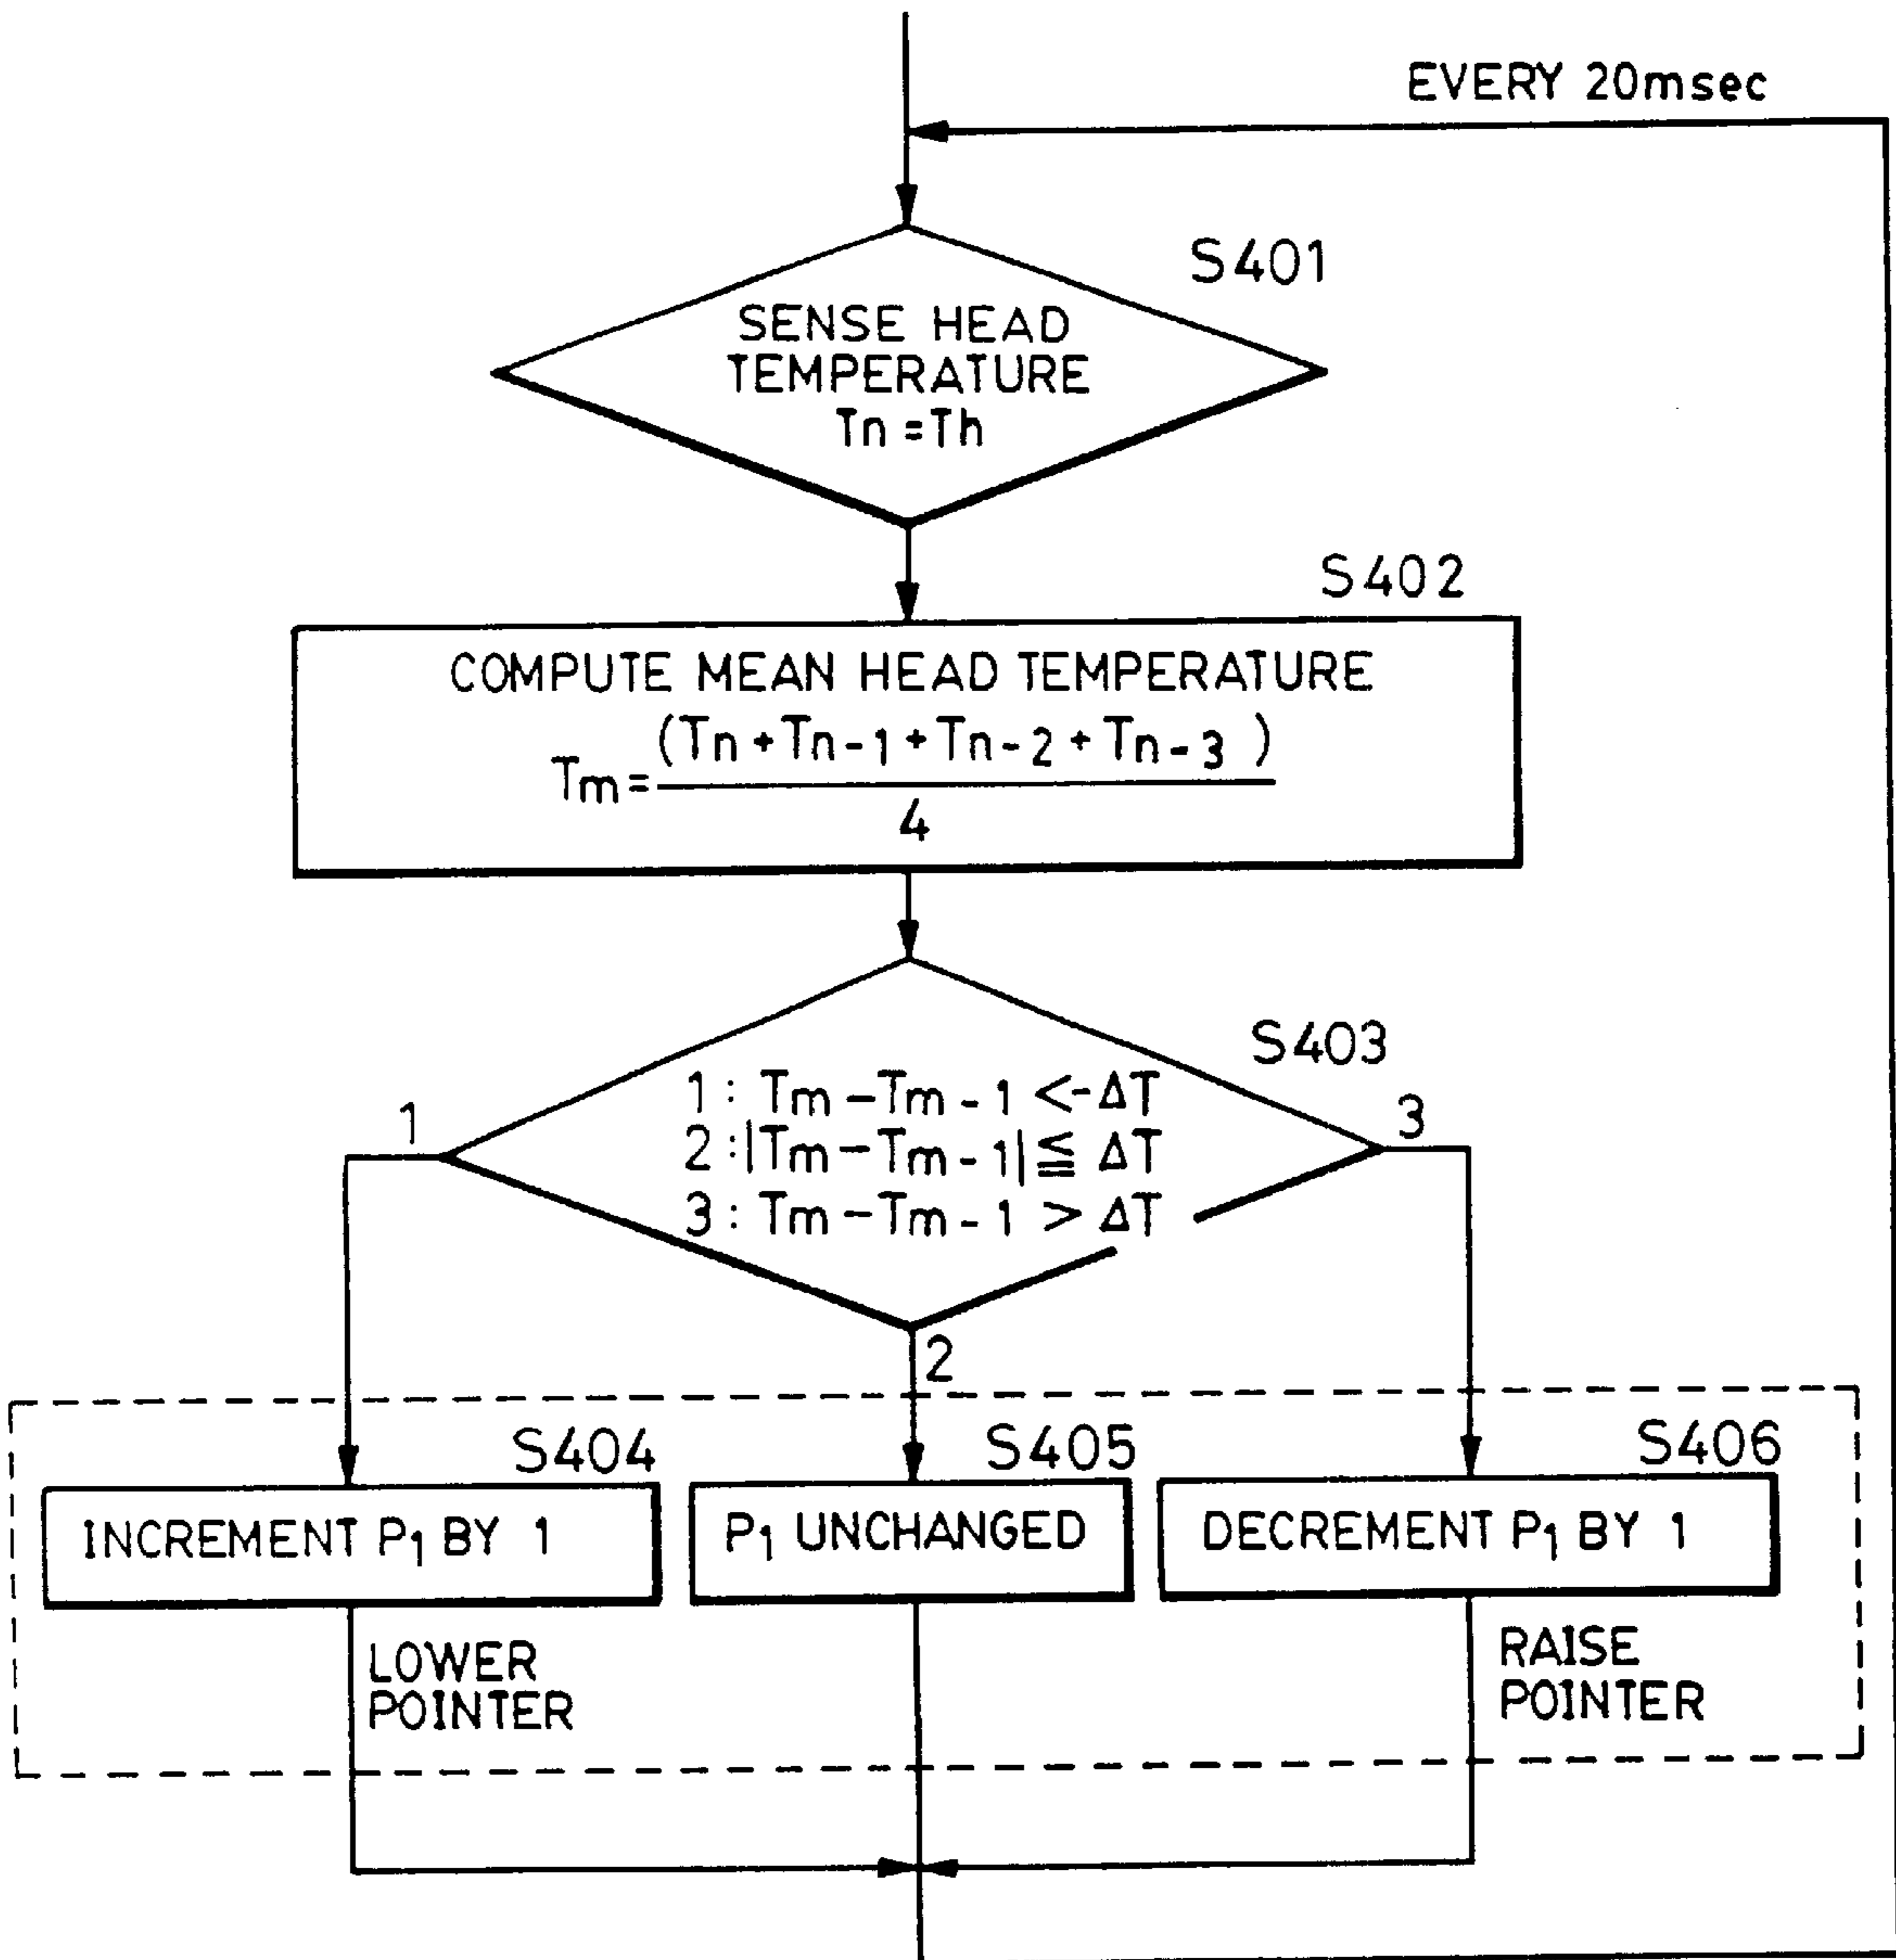 EVERY 20msec
S401
SENSE HEAD
TEMPERATURE
Tn=Th
S402
COMPUTE MEAN HEAD TEMPERATURE
Tm=(Tn+Tn-1+Tn-2+Tn-3)
4
S403
1: Tm-Tm-1 <-ΔT
2:|Tm-Tm-1|≦ ΔT
3: Tm-Tm-1 > ΔT
1
3
2
S404
S405
S406
INCREMENT P1 BY 1
P1 UNCHANGED
DECREMENT P1 BY 1
LOWER
POINTER
RAISE
POINTER